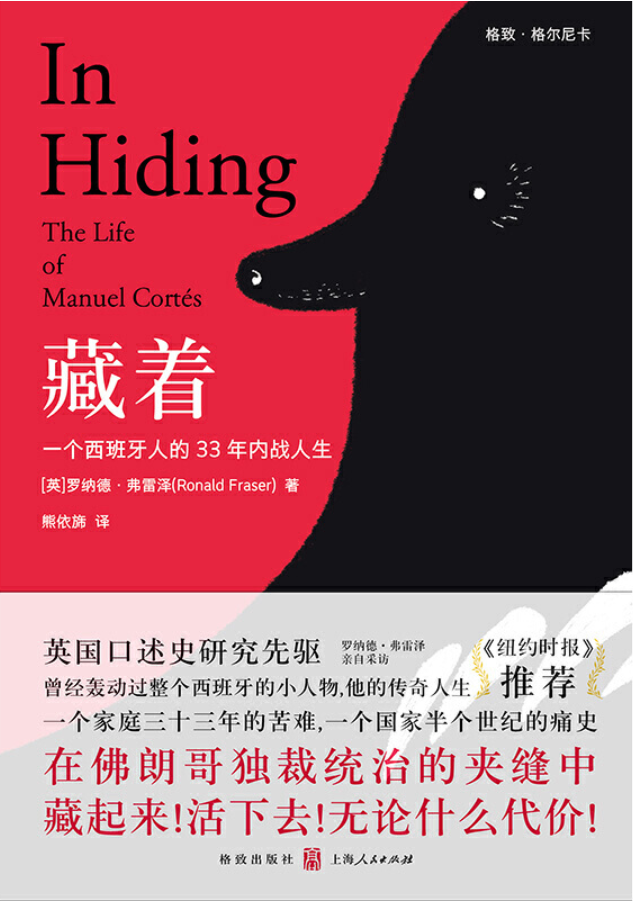 格致·格尔尼卡
In
Hiding
The Life
of
Manuel Cortés
藏着
一个西班牙人的 33 年内战人生
[英]罗纳德·弗雷泽(Ronald Fraser) 著
熊依旆 译
英国口述史研究先驱
罗纳德·弗雷泽
亲自采访
《纽约时报》
推荐
曾经轰动过整个西班牙的小人物,他的传奇人生
一个家庭三十三年的苦难,一个国家半个世纪的痛史
在佛朗哥独裁统治的夹缝中
藏起来!活下去!无论什么代价!
格致出版社 上海人民出版社